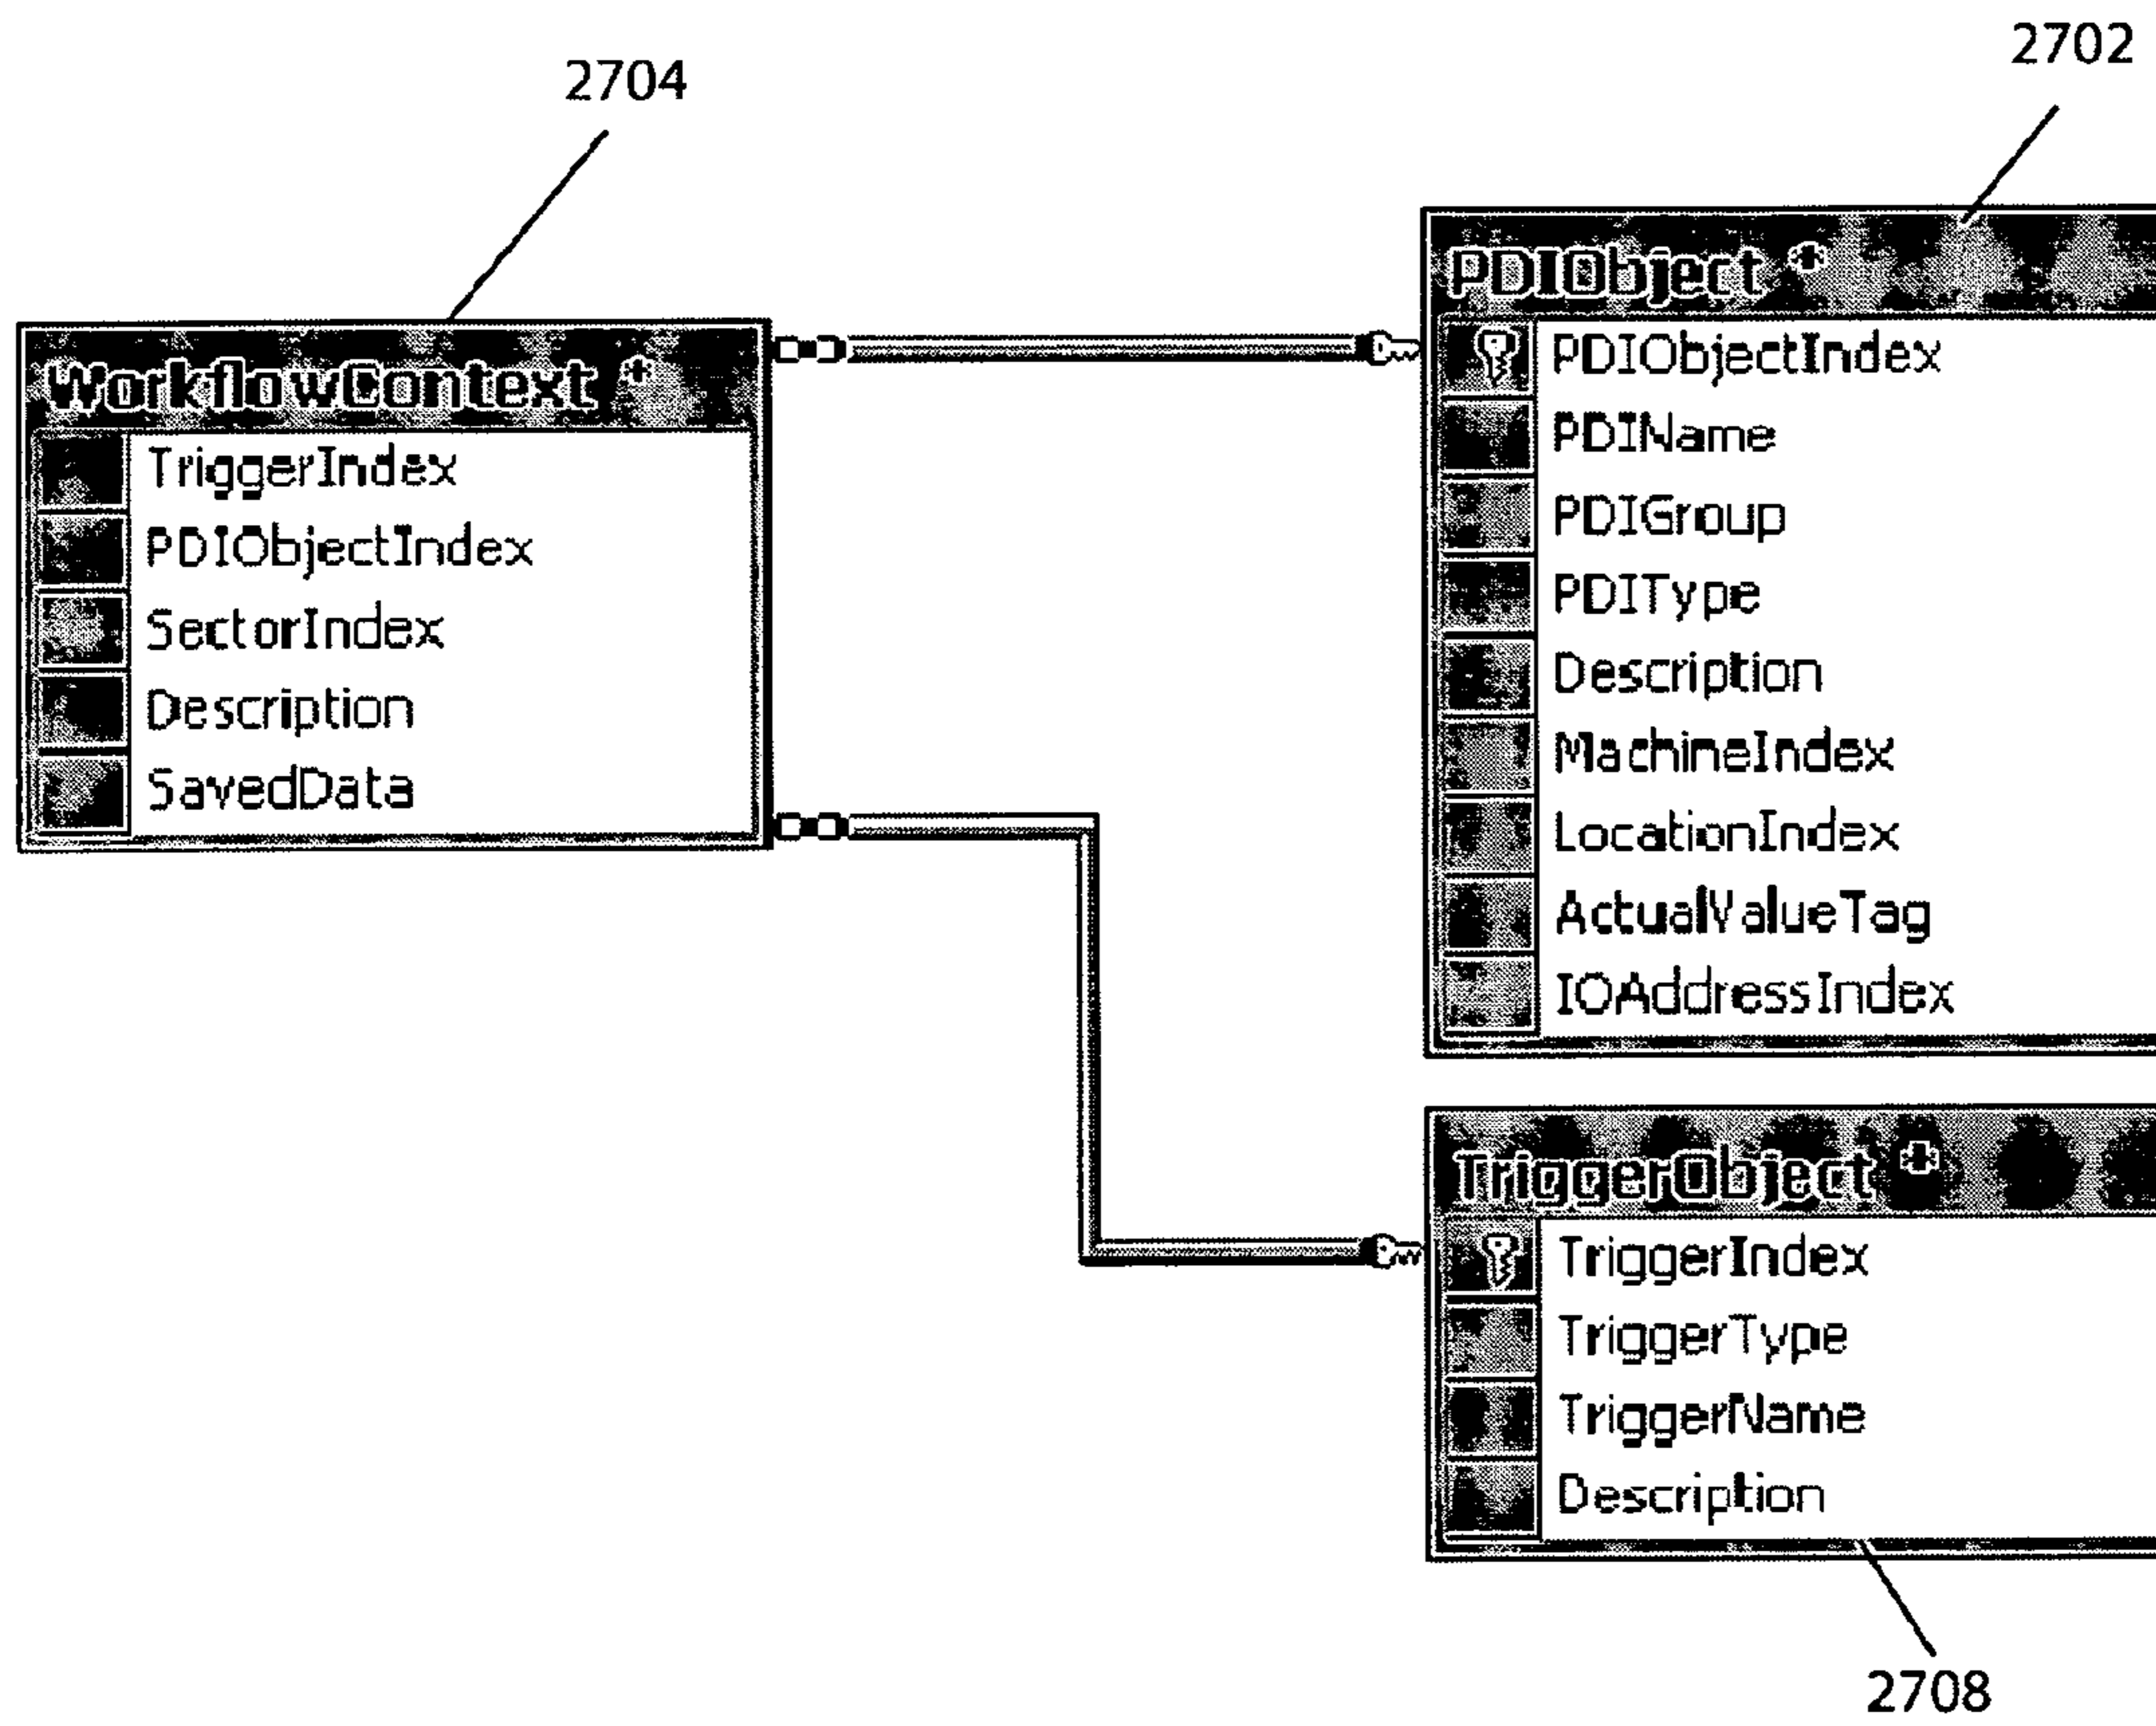 2704
2702
WorkflowContext *
TriggerIndex
PDIObjectIndex
SectorIndex
Description
SavedData
PDIObject *
PDIObjectIndex
PDIName
PDIGroup
PDIType
Description
MachineIndex
LocationIndex
ActualValueTag
IOAddressIndex
TriggerObject *
TriggerIndex
TriggerType
TriggerName
Description
2708